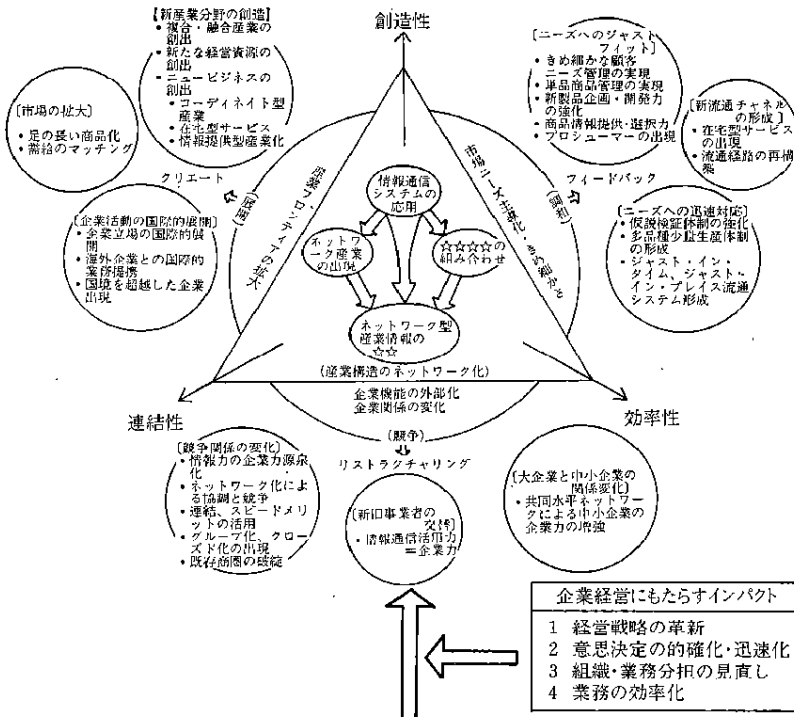 創造性
〔新産業分野の創造〕
• 複合・融合産業の
創出
• 新たな経営資源の
創出
• ニュービジネスの
創出
• コーディネイト型
産業
• 在宅型サービス
• 情報提供型産業化
〔市場の拡大〕
• 足の長い商品化
• 需給のマッチング
クリエート
(展開)
〔企業活動の国際的展開〕
• 企業立場の国際的展
開
• 海外企業との国際的
業務提携
• 国境を超越した企業
出現
産業フロンティアの拡大
〔ニーズへのジャスト
フィット〕
• きめ細かな顧客
ニーズ管理の実現
• 単品商品管理の実現
• 新製品企画・開発力
の強化
• 商品情報提供・選択力
• プロシューマーの出現
〔新流通チャネル
の形成〕
• 在宅型サービス
の出現
• 流通経路の再構
築
フィードバック
(調和)
〔ニーズへの迅速対応〕
• 仮説検証体制の強化
• 多品種少量生産体制
の形成
• ジャスト・イン・
タイム、ジャスト・
イン・プレイス流通
システム形成
市場ニーズ主導化・きめ細かさ
情報通信
システムの応用
ネットワ
ーク産業
の出現
☆☆☆☆の
組み合わせ
ネットワーク型
産業情報の
☆☆
(産業構造のネットワーク化)
企業機能の外部化
企業関係の変化
(競争)
リストラクチャリング
連結性
効率性
〔競争関係の変化〕
• 情報力の企業力源泉
化
• ネットワーク化によ
る協調と競争
• 連結、スピードメリ
ットの活用
• グループ化、クロー
ズド化の出現
• 既存商圏の破綻
〔新旧事業者の
交替〕
• 情報通信活用力
=企業力
〔大企業と中小企業の
関係変化〕
• 共同水平ネットワ
ークによる中小企業の
企業力の増強
企業経営にもたらすインパクト
1 経営戦略の革新
2 意思決定の的確化・迅速化
3 組織・業務分担の見直し
4 業務の効率化